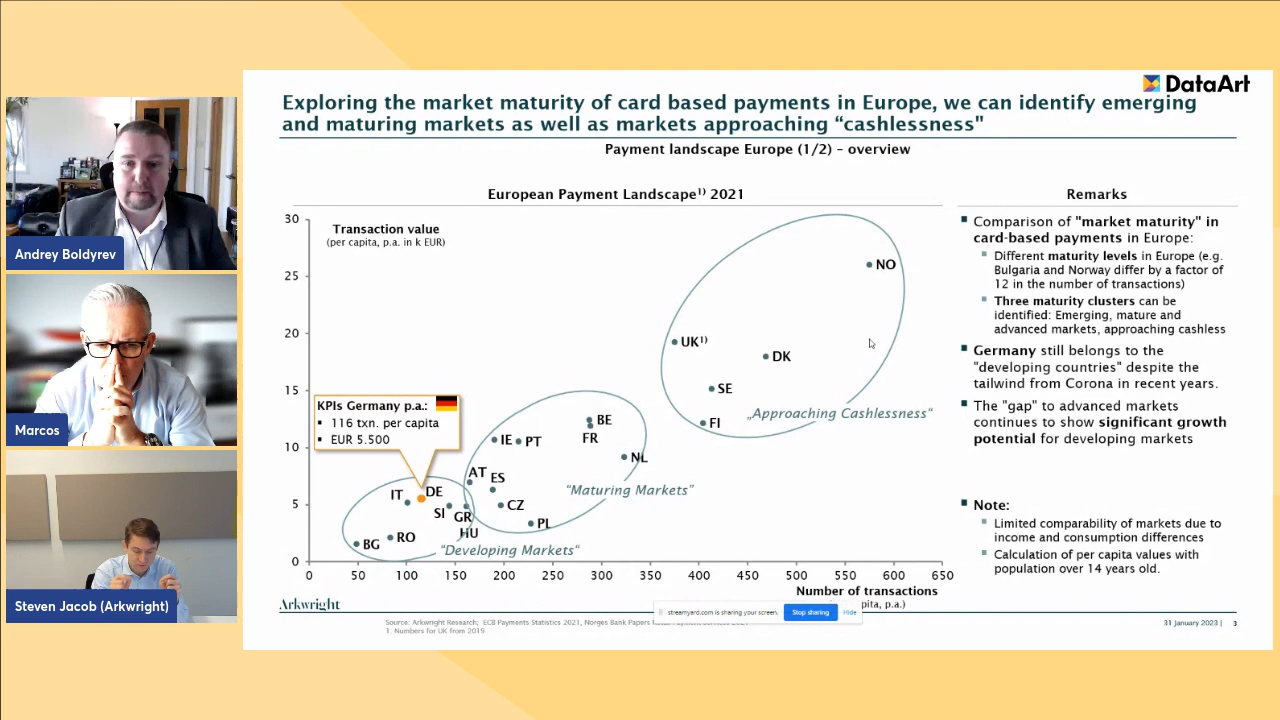 DataArt
Exploring the market maturity of card based payments in Europe, we can identify emerging
and maturing markets as well as markets approaching “cashlessness"
Payment landscape Europe (1/2) – overview
European Payment Landscape¹⁾ 2021
Remarks
Transaction value
(per capita, p.a. in k EUR)
30
25
20
15
10
5
0
0 50 100 150 200 250 300 350 400 450 500 550 600 650
Number of transactions
pita, p.a.)
NO
UK¹⁾
DK
SE
FI
„Approaching Cashlessness“
KPIs Germany p.a.:
▪ 116 txn. per capita
▪ EUR 5.500
BE
FR
IE
PT
NL
AT
ES
CZ
PL
“Maturing Markets“
IT
DE
SI
GR
HU
RO
BG
“Developing Markets“
▪ Comparison of "market maturity" in
card-based payments in Europe:
▪ Different maturity levels in Europe (e.g.
Bulgaria and Norway differ by a factor of
12 in the number of transactions)
▪ Three maturity clusters can be
identified: Emerging, mature and
advanced markets, approaching cashless
▪ Germany still belongs to the
"developing countries" despite the
tailwind from Corona in recent years.
▪ The "gap" to advanced markets
continues to show significant growth
potential for developing markets
▪ Note:
▪ Limited comparability of markets due to
income and consumption differences
▪ Calculation of per capita values with
population over 14 years old.
Arkwright
streamyard.com is sharing your screen.
Stop sharing
Hide
Source: Arkwright Research; ECB Payments Statistics 2021, Norges Bank Papers
1: Numbers for UK from 2019
31 January 2023 | 3
Andrey Boldyrev
Marcos
Steven Jacob (Arkwright)